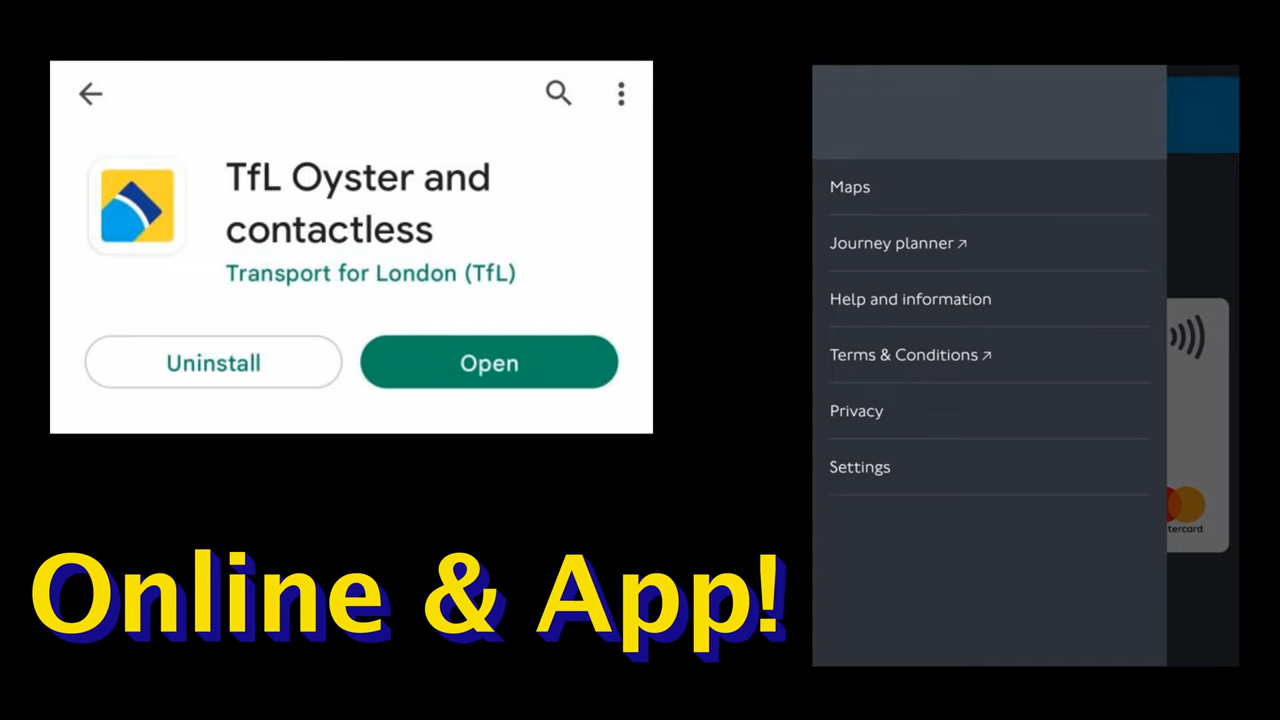 TfL Oyster and
contactless
Transport for London (TfL)
Uninstall
Open
Maps
Journey planner↗
Help and information
Terms & Conditions↗
Privacy
Settings
tercard.
Online & App!